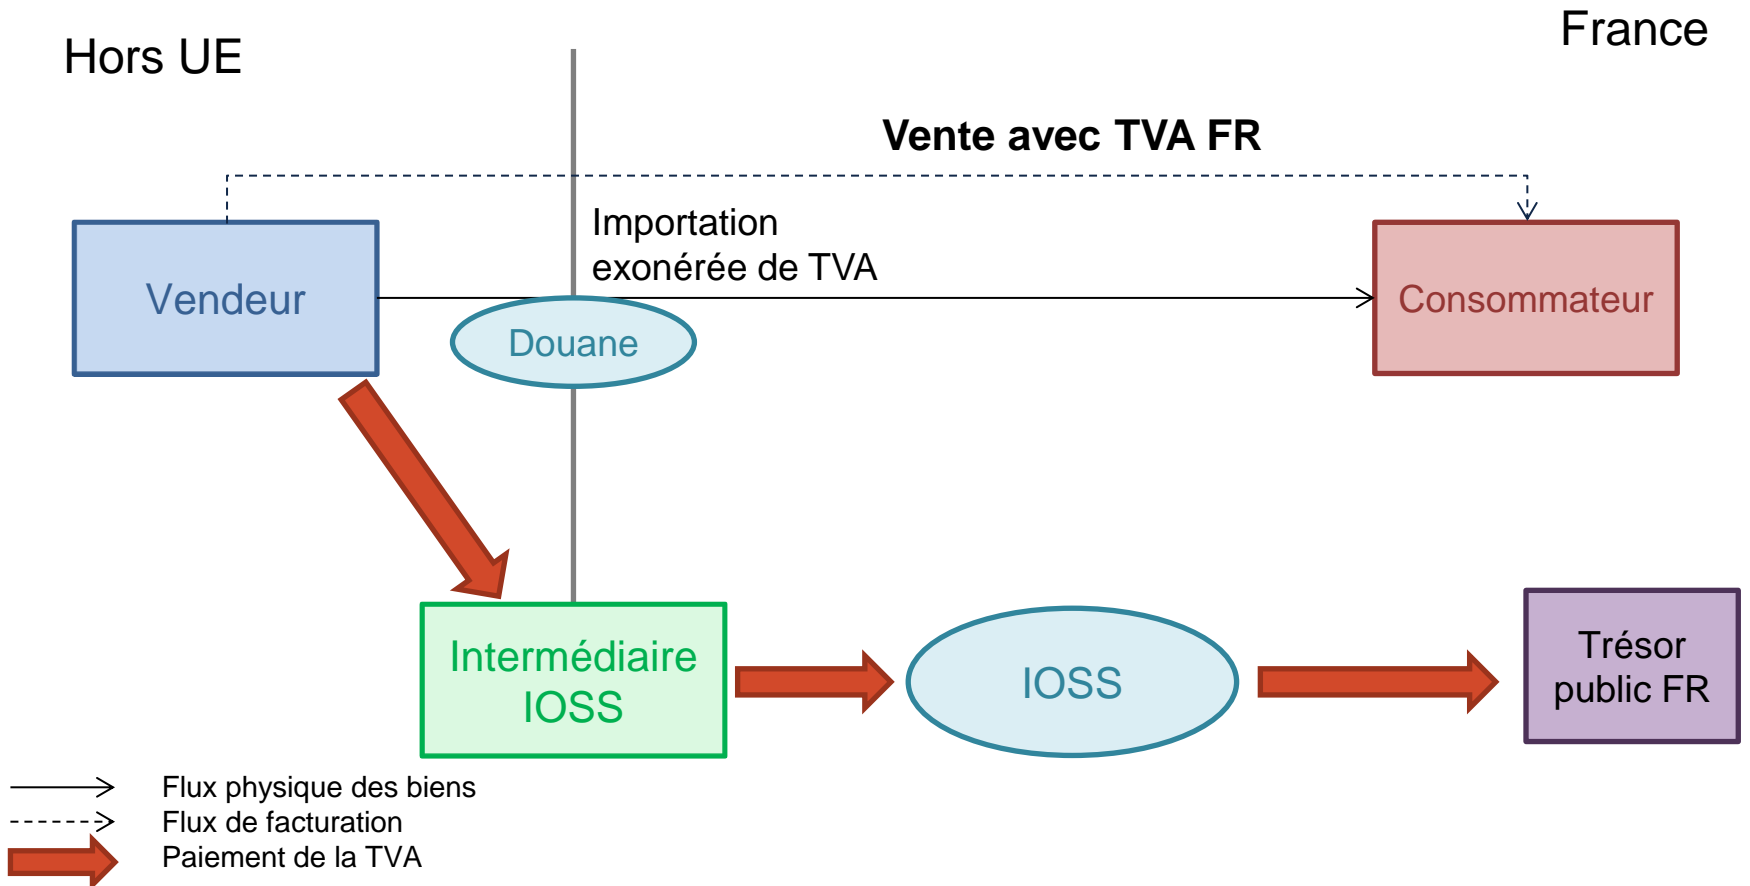 Hors UE
France
Vente avec TVA FR
Importation
exonérée de TVA
Vendeur
Consommateur
Douane
Intermédiaire
IOSS
IOSS
Trésor
public FR
Flux physique des biens
Flux de facturation
Paiement de la TVA